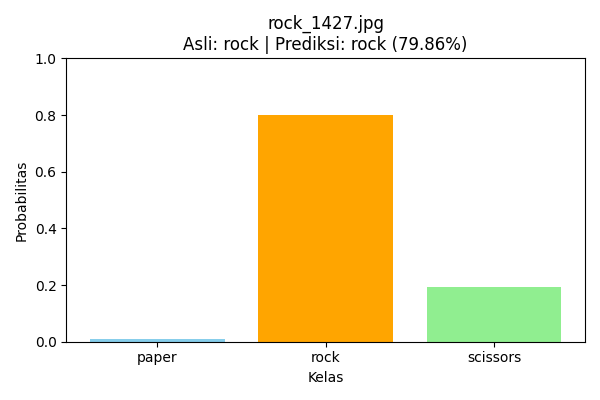 rock_1427.jpg
Asli: rock | Prediksi: rock (79.86%)
1.0
0.8
0.6
0.4
0.2
0.0
Probabilitas
paper
rock
scissors
Kelas